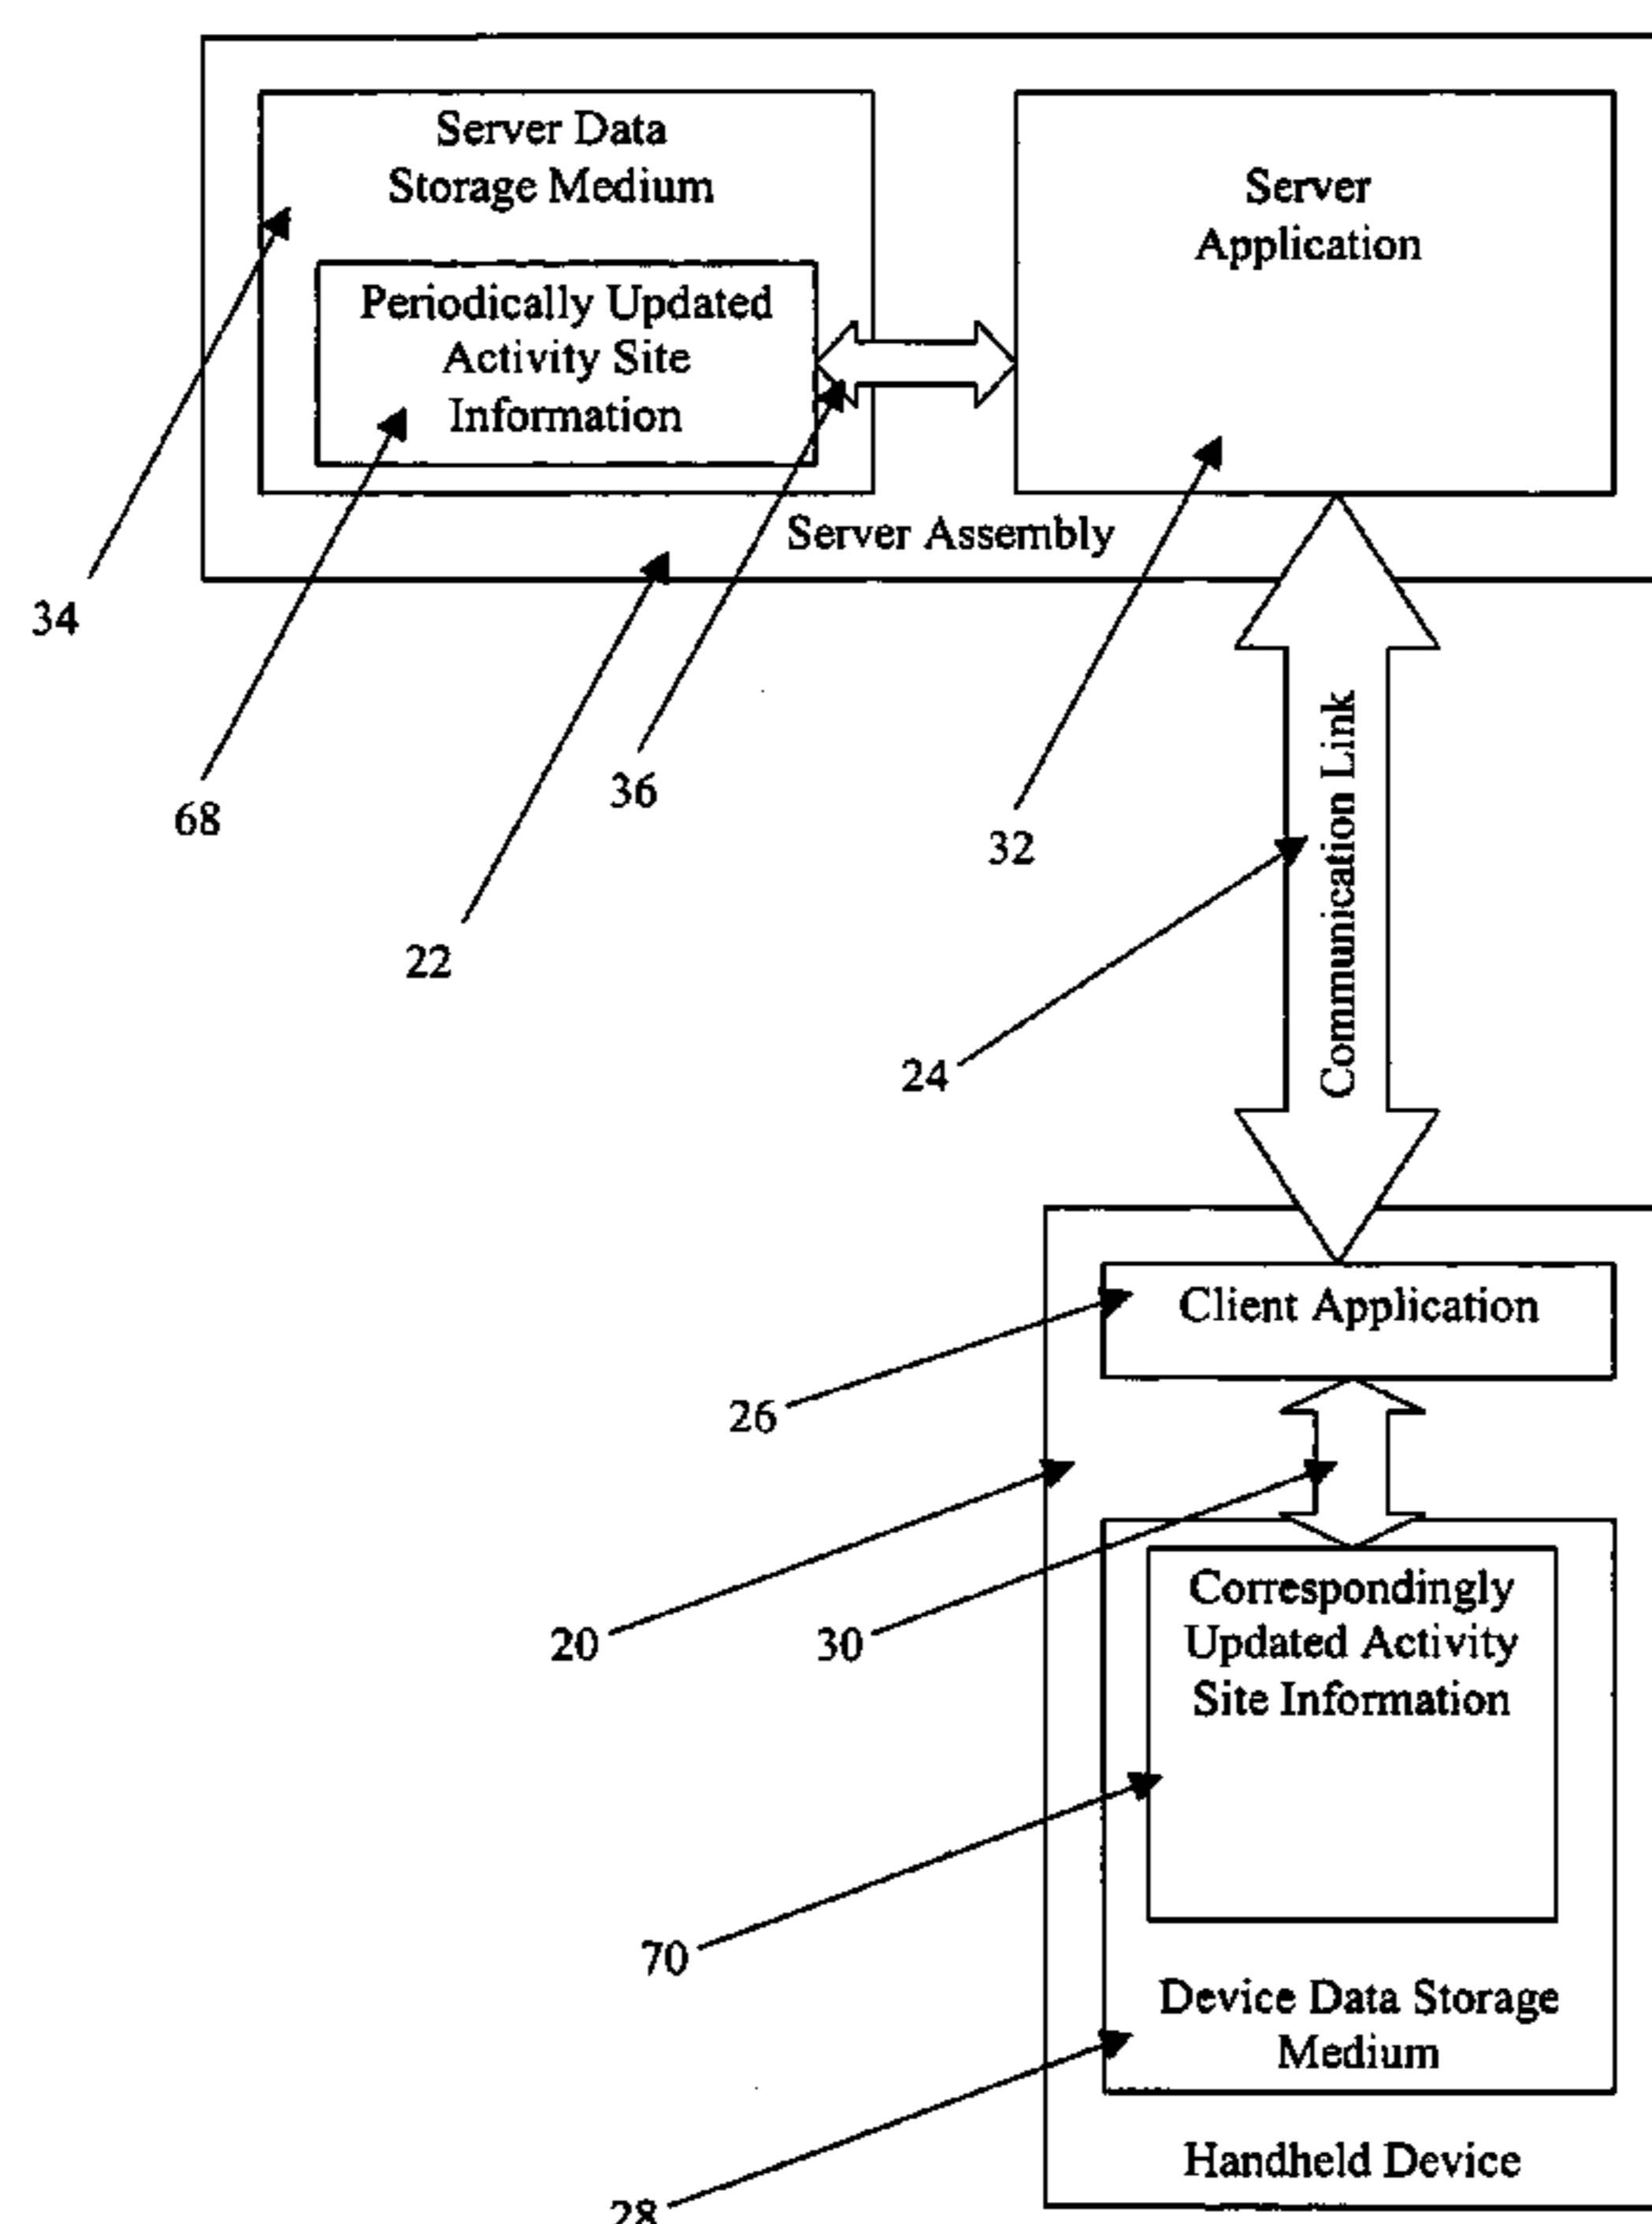 Server Data
Storage Medium
Periodically Updated
Activity Site
Information
Server
Application
Server Assembly
34
68
36
32
22
24
Communication Link
Client Application
26
20
30
Correspondingly
Updated Activity
Site Information
70
Device Data Storage
Medium
Handheld Device
28